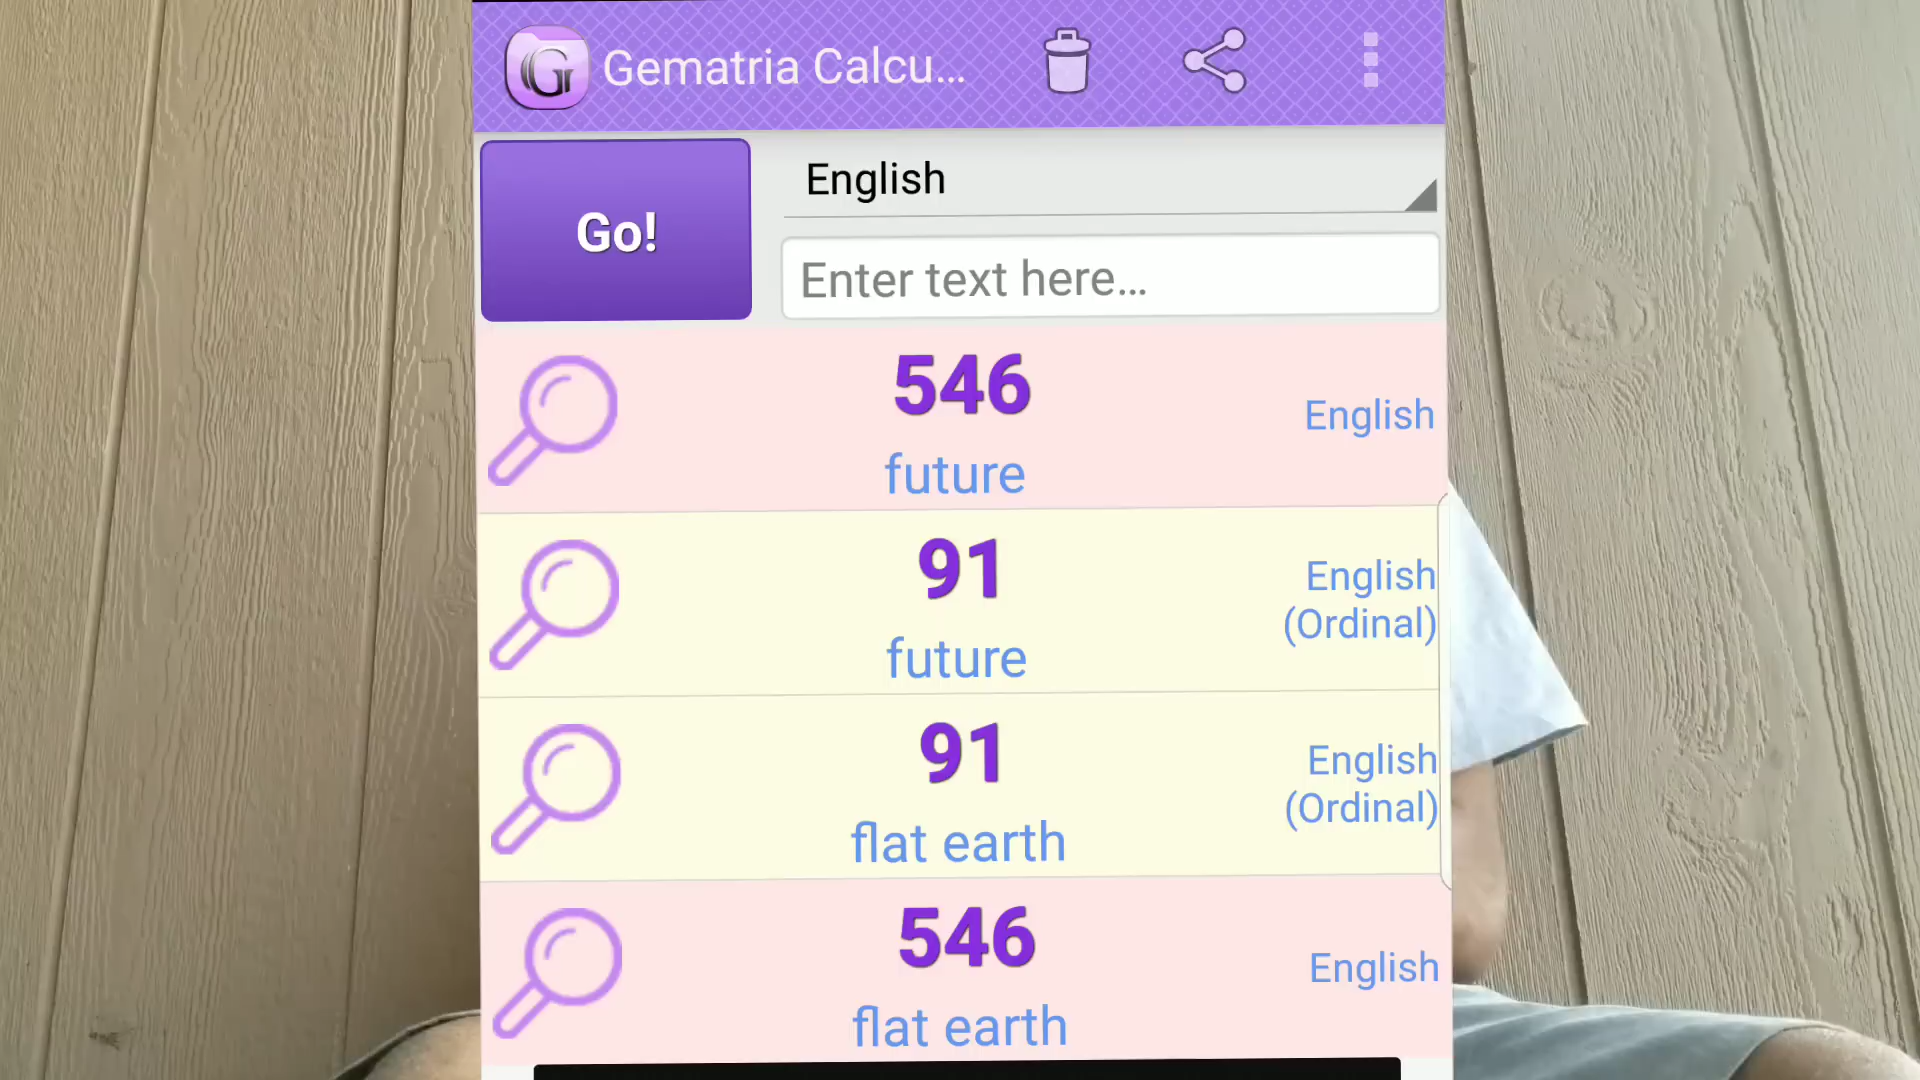 G
Gematria Calcu...
Go!
English
Enter text here...
546
English
future
91
English
(Ordinal)
future
91
English
(Ordinal)
flat earth
546
English
flat earth